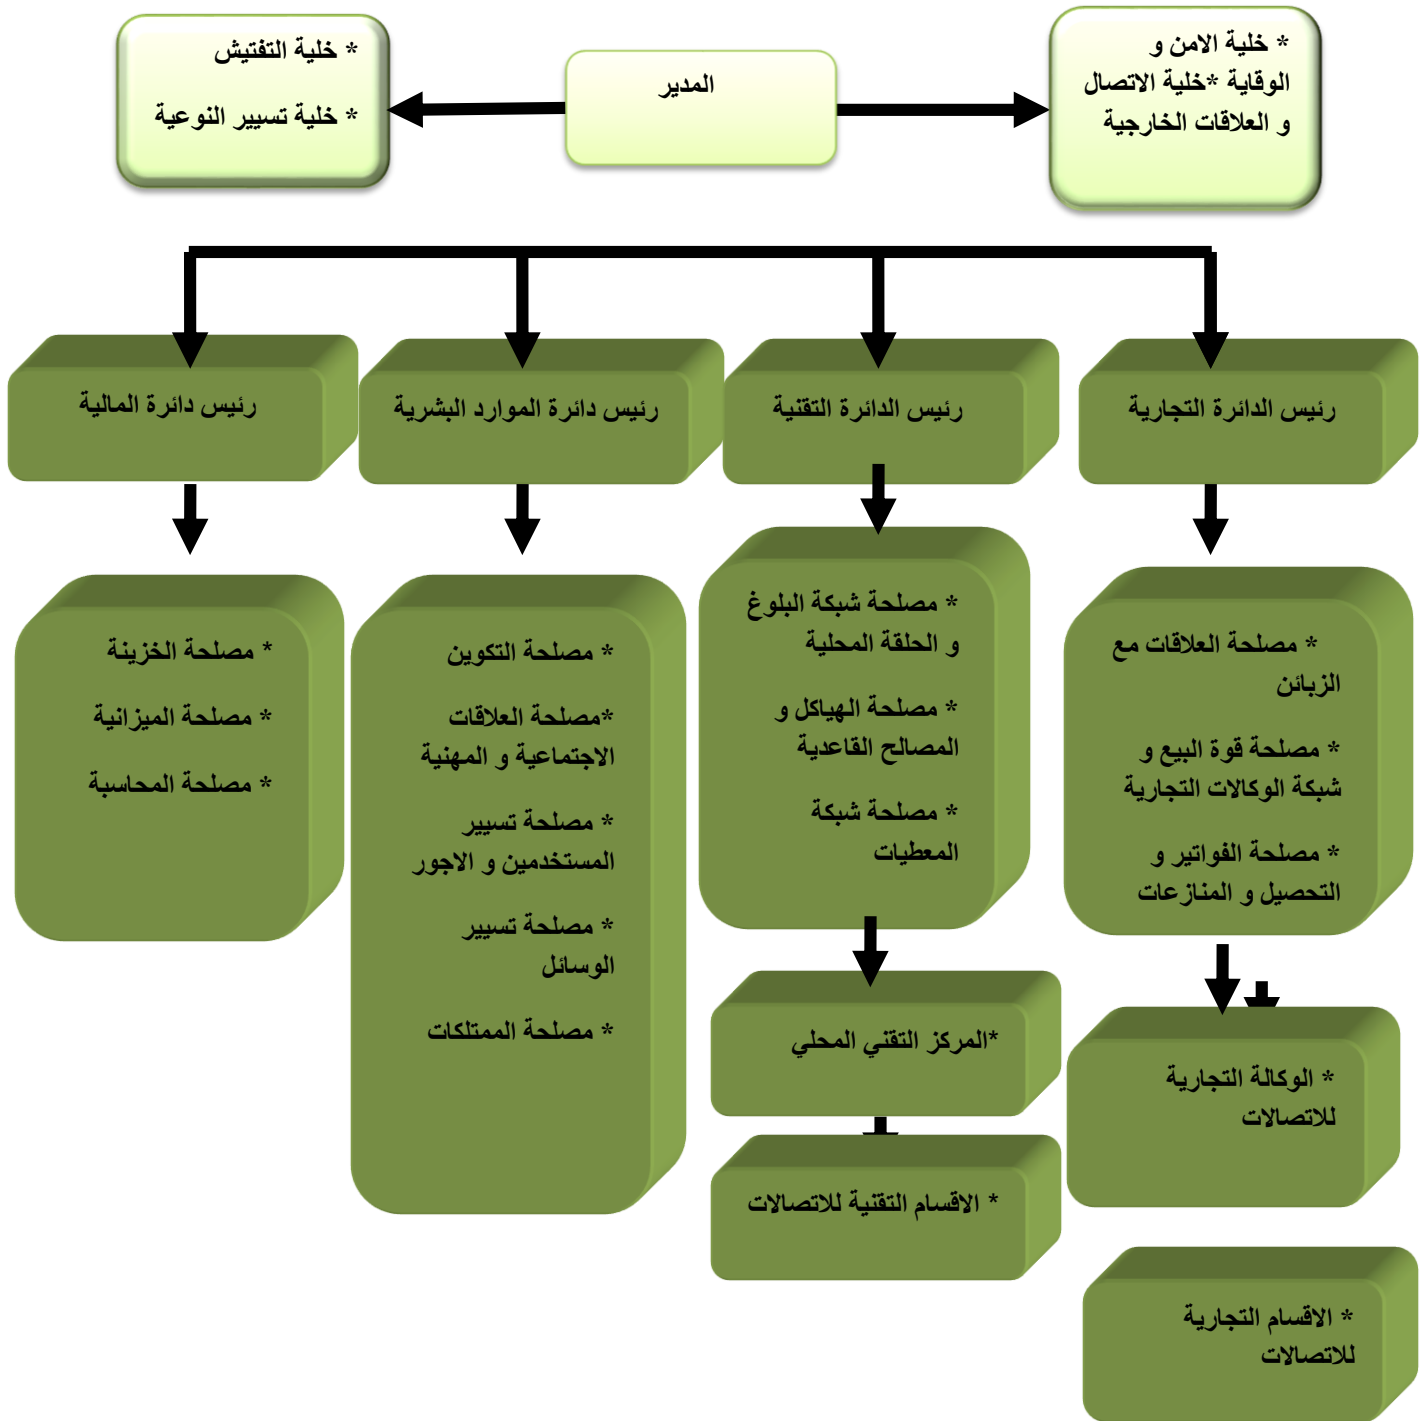 * خلية الامن و
الوقاية *خلية الاتصال
و العلاقات الخارجية
المدير
* خلية التفتيش
* خلية تسيير النوعية
رئيس الدائرة التجارية
رئيس الدائرة التقنية
رئيس دائرة الموارد البشرية
رئيس دائرة المالية
* مصلحة العلاقات مع
الزبائن
* مصلحة قوة البيع و
شبكة الوكالات التجارية
* مصلحة الفواتير و
التحصيل و المنازعات
* مصلحة شبكة البلوغ
و الحلقة المحلية
* مصلحة الهياكل و
المصالح القاعدية
* مصلحة شبكة
المعطيات
* مصلحة التكوين
*مصلحة العلاقات
الاجتماعية و المهنية
* مصلحة تسيير
المستخدمين و الاجور
* مصلحة تسيير
الوسائل
* مصلحة الممتلكات
* مصلحة الخزينة
* مصلحة الميزانية
* مصلحة المحاسبة
* الوكالة التجارية
للاتصالات
*المركز التقني المحلي
* الاقسام التقنية للاتصالات
* الاقسام التجارية
للاتصالات